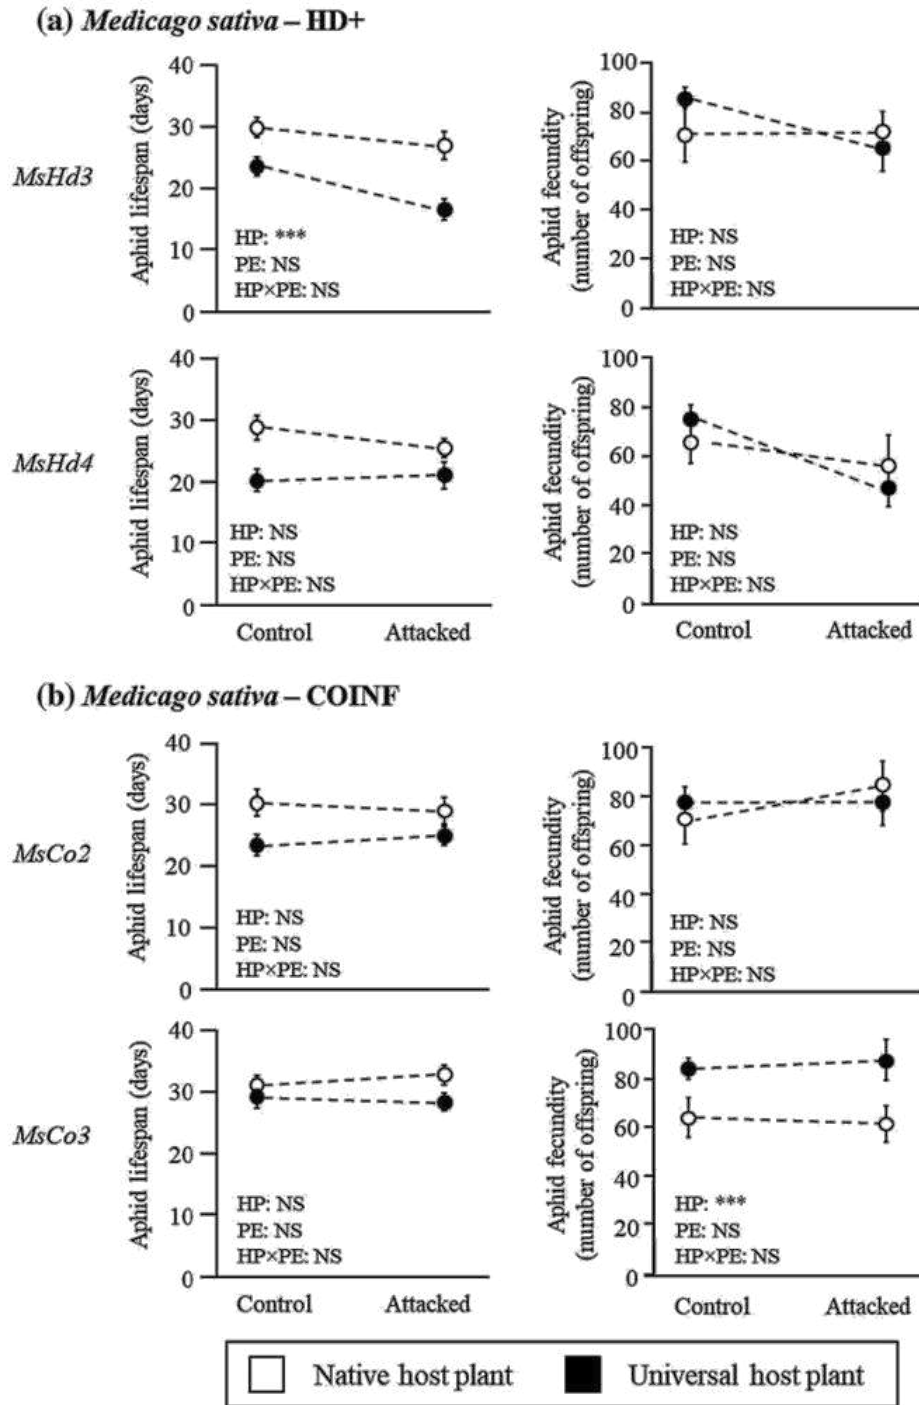 (a) Medicago sativa – HD+
MsHd3
Aphid lifespan (days)
40
30
20
10
0
HP: ***
PE: NS
HP×PE: NS
Aphid fecundity
(number of offspring)
100
80
60
40
20
0
HP: NS
PE: NS
HP×PE: NS
MsHd4
Aphid lifespan (days)
40
30
20
10
0
HP: NS
PE: NS
HP×PE: NS
Control Attacked
Aphid fecundity
(number of offspring)
100
80
60
40
20
0
HP: NS
PE: NS
HP×PE: NS
Control Attacked
(b) Medicago sativa – COINF
MsCo2
Aphid lifespan (days)
40
30
20
10
0
HP: NS
PE: NS
HP×PE: NS
Aphid fecundity
(number of offspring)
100
80
60
40
20
0
HP: NS
PE: NS
HP×PE: NS
MsCo3
Aphid lifespan (days)
40
30
20
10
0
HP: NS
PE: NS
HP×PE: NS
Control Attacked
Aphid fecundity
(number of offspring)
100
80
60
40
20
0
HP: ***
PE: NS
HP×PE: NS
Control Attacked
Native host plant Universal host plant